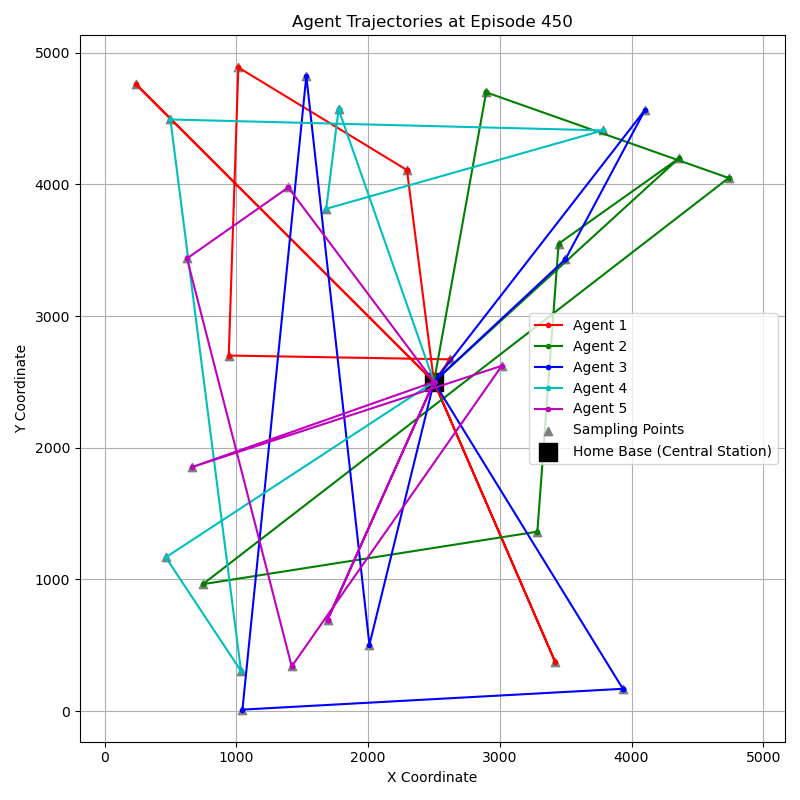 Agent Trajectories at Episode 450
5000
4000
3000
2000
1000
0
Y Coordinate
Agent 1
Agent 2
Agent 3
Agent 4
Agent 5
Sampling Points
Home Base (Central Station)
0 1000 2000 3000 4000 5000
X Coordinate